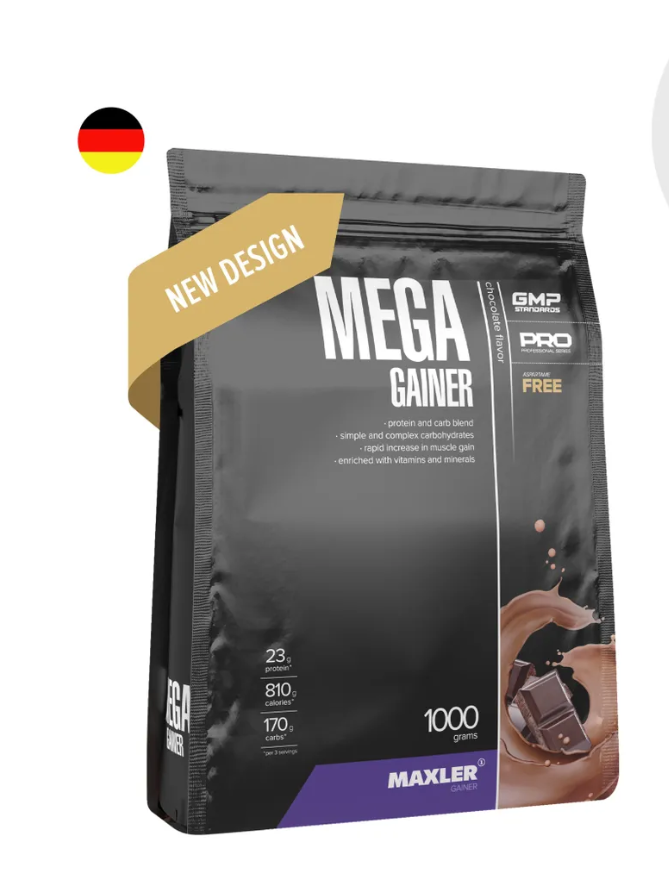 NEW DESIGN
MEGA
GAINER
chocolate flavor
· protein and carb blend
· simple and complex carbohydrates
· rapid increase in muscle gain
· enriched with vitamins and minerals
GMP
STANDARDS
PRO
PROFESSIONAL SERIES
ASPARTAME
FREE
23g
protein*
810g
calories*
170g
carbs*
*per 3 servings
1000
grams
MAXLER①
GAINER
EGA
GAINER